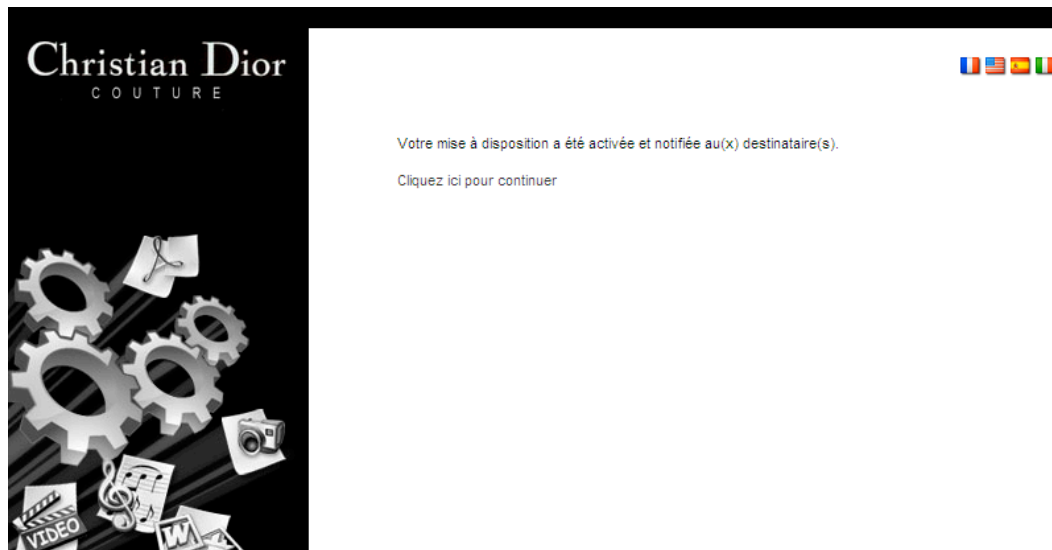 Christian Dior
COUTURE
Votre mise à disposition a été activée et notifiée au(x) destinataire(s).
Cliquez ici pour continuer
VIDEO
W